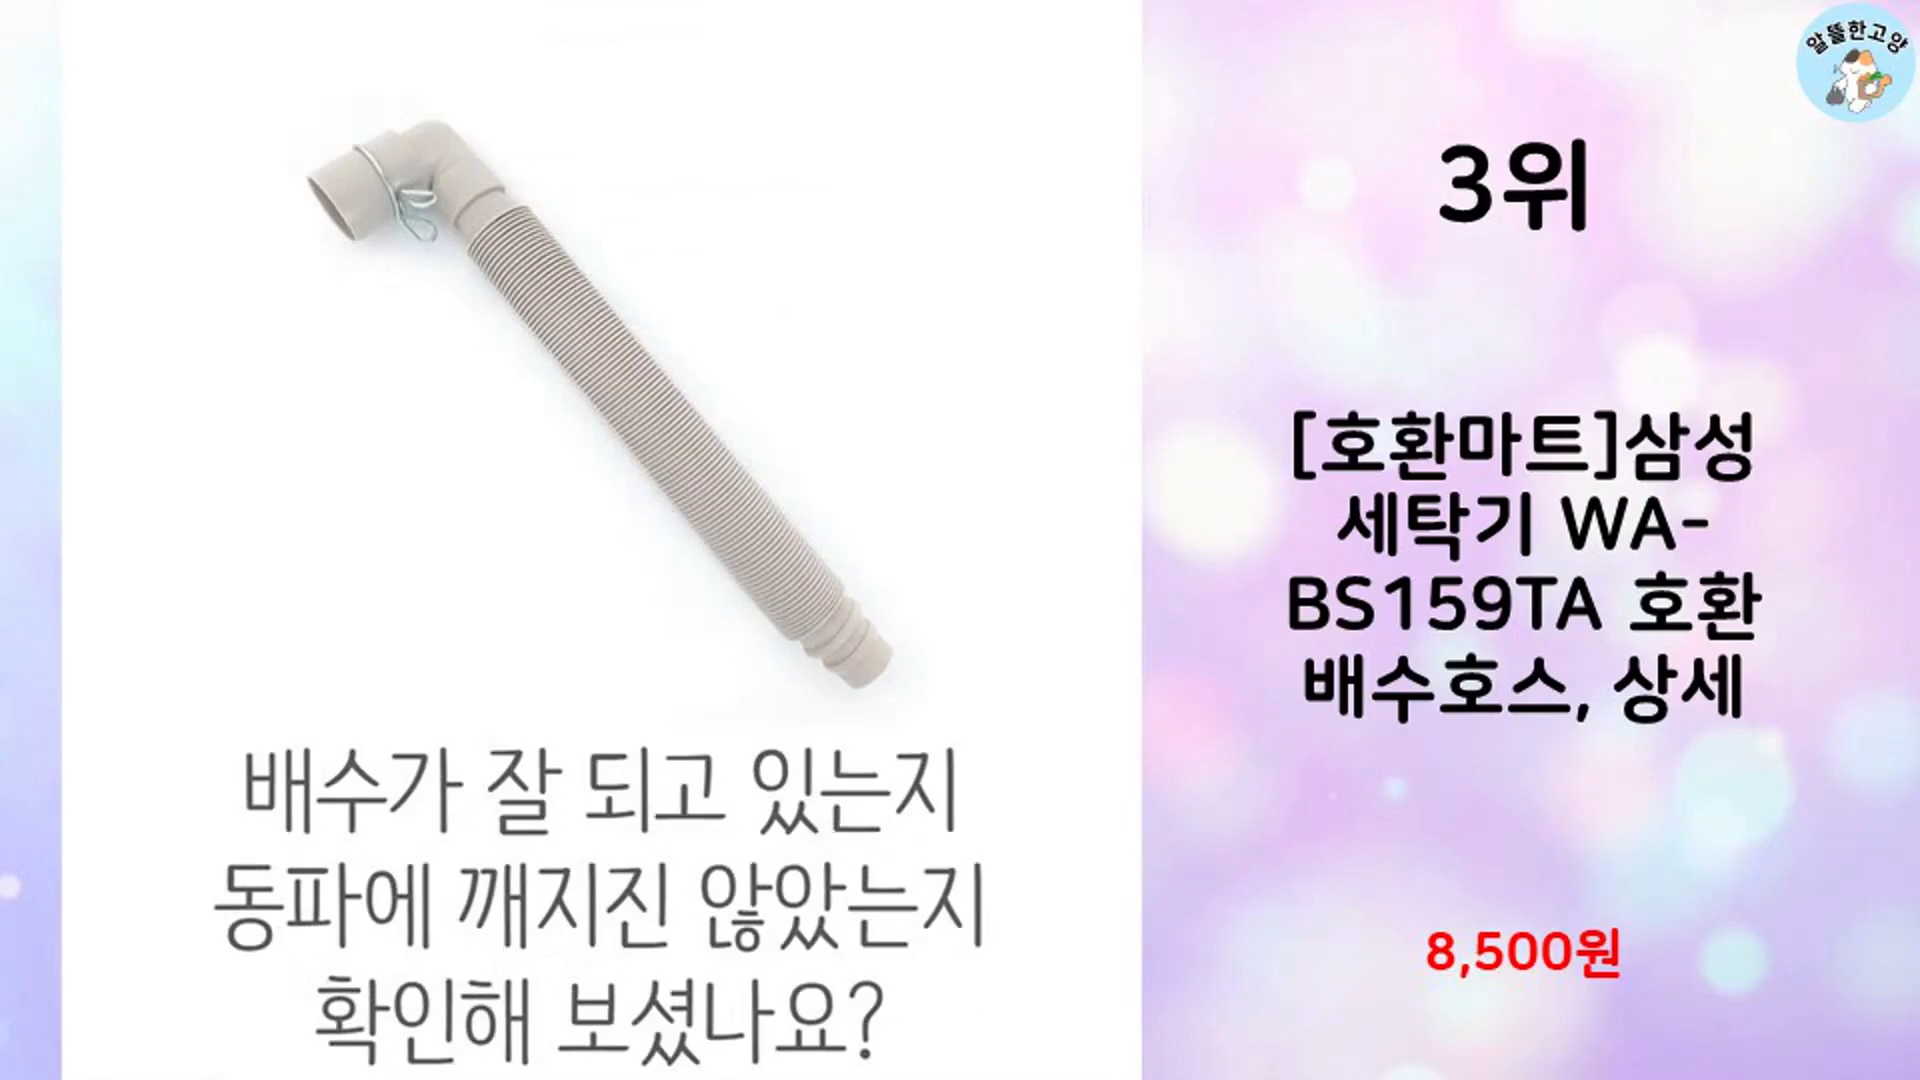 알뜰한고양
3위
[호환마트]삼성
세탁기 WA-
BS159TA 호환
배수호스, 상세
8,500원
배수가 잘 되고 있는지
동파에 깨지진 않았는지
확인해 보셨나요?